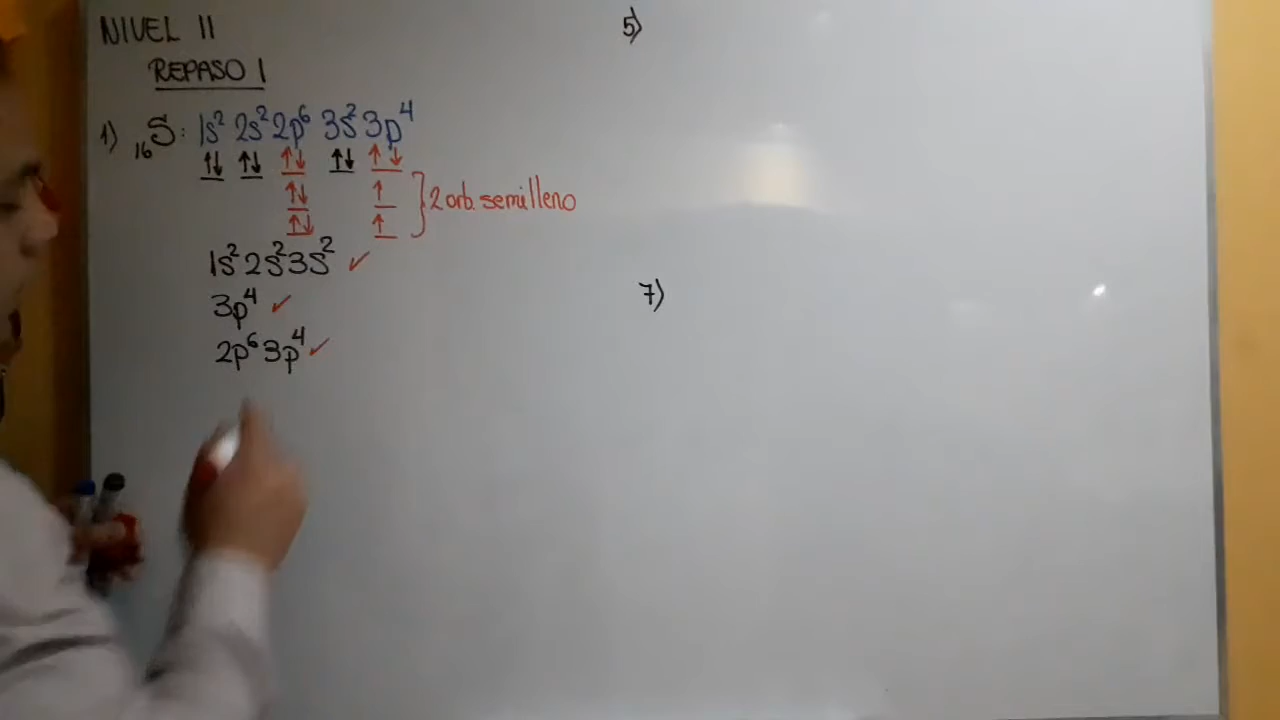 NIVEL II
REPASO 1
1) ₁₆S: 1s² 2s² 2p⁶ 3s² 3p⁴
↑↓ ↑↓ ↑↓ ↑↓ ↑↓
↑↓ ↑ } 2 orb. semilleno
↑↓ ↑
1s² 2s² 3s² ✓
3p⁴ ✓
2p⁶ 3p⁴ ✓
5)
7)